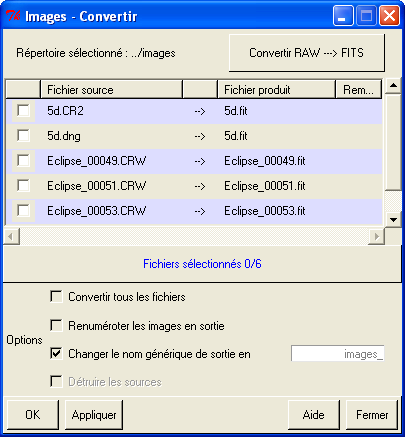 Images - Convertir
Répertoire sélectionné : ../images
Convertir RAW ---> FITS
Fichier source Fichier produit Rem...
5d.CR2 --> 5d.fit
5d.dng --> 5d.fit
Eclipse_00049.CRW --> Eclipse_00049.fit
Eclipse_00051.CRW --> Eclipse_00051.fit
Eclipse_00053.CRW --> Eclipse_00053.fit
Fichiers sélectionnés 0/6
Options
Convertir tous les fichiers
Renuméroter les images en sortie
Changer le nom générique de sortie en images_
Détruire les sources
OK Appliquer Aide Fermer